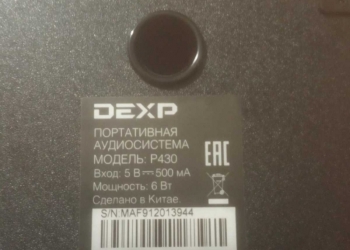 DEXP
ПОРТАТИВНАЯ
АУДИОСИСТЕМА
МОДЕЛЬ: P430
Вход: 5 В ⎓ 500 мА
Мощность: 6 Вт
Сделано в Китае
EAC
S/N:MAF912013944